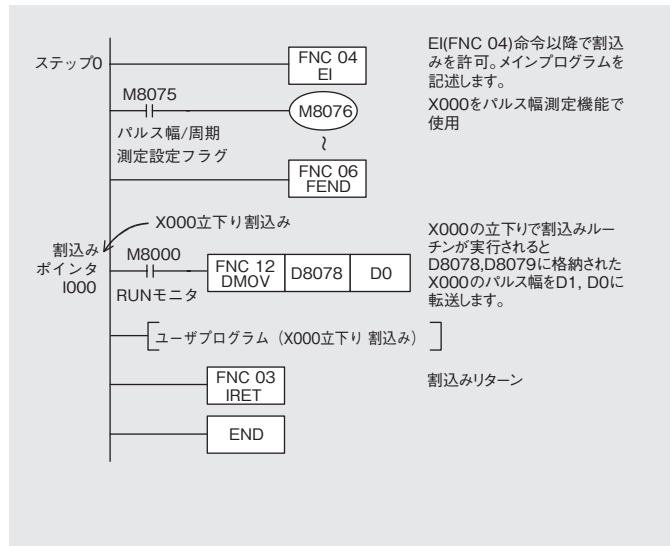 ステップ0
FNC 04
EI
EI(FNC 04)命令以降で割込
みを許可。メインプログラムを
記述します。
M8075
M8076
X000をパルス幅測定機能で
使用
パルス幅/周期
測定設定フラグ
～
FNC 06
FEND
X000立下り割込み
割込み
ポインタ
I000
M8000
RUNモニタ
FNC 12
DMOV
D8078
D0
X000の立下りで割込みルー
チンが実行されると
D8078,D8079に格納された
X000のパルス幅をD1, D0に
転送します。
ユーザプログラム（X000立下り 割込み）
FNC 03
IRET
割込みリターン
END